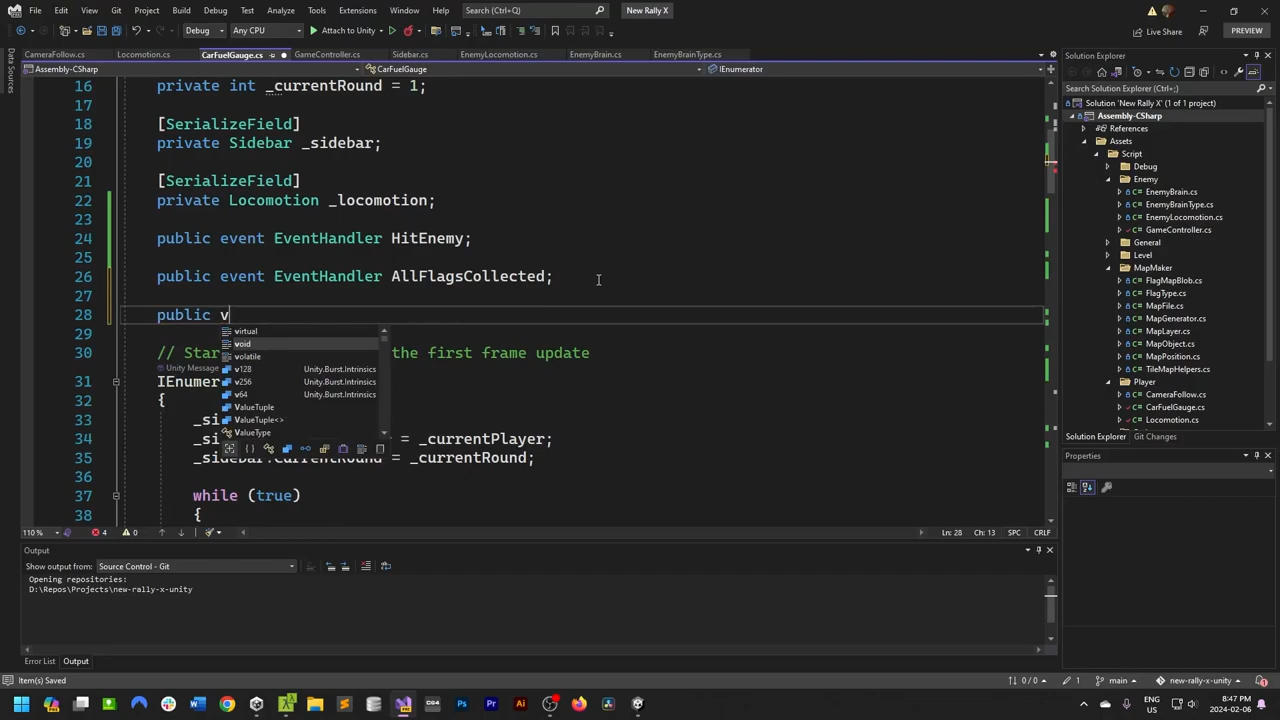 File Edit View Git Project Build Debug Test Analyze Tools Extensions Window Help Search (Ctrl+Q) New Rally X
Debug Any CPU Attach to Unity Live Share PREVIEW
CameraFollow.cs Locomotion.cs CarFuelGauge.cs GameController.cs Sidebar.cs EnemyLocomotion.cs EnemyBrain.cs EnemyBrainType.cs
Assembly-CSharp CarFuelGauge IEnumerator
16 private int _currentRound = 1;
17
18 [SerializeField]
19 private Sidebar _sidebar;
20
21 [SerializeField]
22 private Locomotion _locomotion;
23
24 public event EventHandler HitEnemy;
25
26 public event EventHandler AllFlagsCollected;
27
28 public v
29
30 // Star the first frame update
Unity Message
31 IEnumer
32 {
33 _si
34 _si = _currentPlayer;
35 _sidebar.CurrentRound = _currentRound;
36
37 while (true)
38 {
virtual
void
volatile
v128 Unity.Burst.Intrinsics
v256 Unity.Burst.Intrinsics
v64 Unity.Burst.Intrinsics
ValueTuple
ValueTuple<>
ValueType
110 % 4 0 Ln: 28 Ch: 13 SPC CRLF
Output
Show output from: Source Control - Git
Opening repositories:
D:\Repos\Projects\new-rally-x-unity
Error List Output
Data Sources
Solution Explorer
Search Solution Explorer (Ctrl+;)
Solution 'New Rally X' (1 of 1 project)
Assembly-CSharp
References
Assets
Script
Debug
Enemy
EnemyBrain.cs
EnemyBrainType.cs
EnemyLocomotion.cs
GameController.cs
General
Level
MapMaker
FlagMapBlob.cs
FlagType.cs
MapFile.cs
MapGenerator.cs
MapLayer.cs
MapObject.cs
MapPosition.cs
TileMapHelpers.cs
Player
CameraFollow.cs
CarFuelGauge.cs
Locomotion.cs
Solution Explorer Git Changes
Properties
Item(s) Saved 0 / 0 1 main new-rally-x-unity
C64 Ps Pr Ai ENG US 8:47 PM 2024-02-06